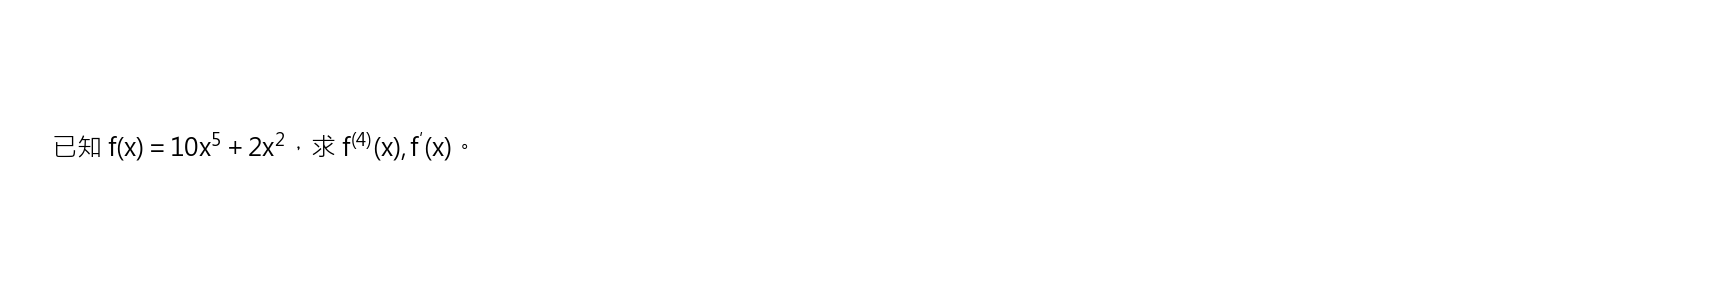 已知 f(x) = 10x⁵ + 2x²，求 f⁽⁴⁾(x), f′(x)。